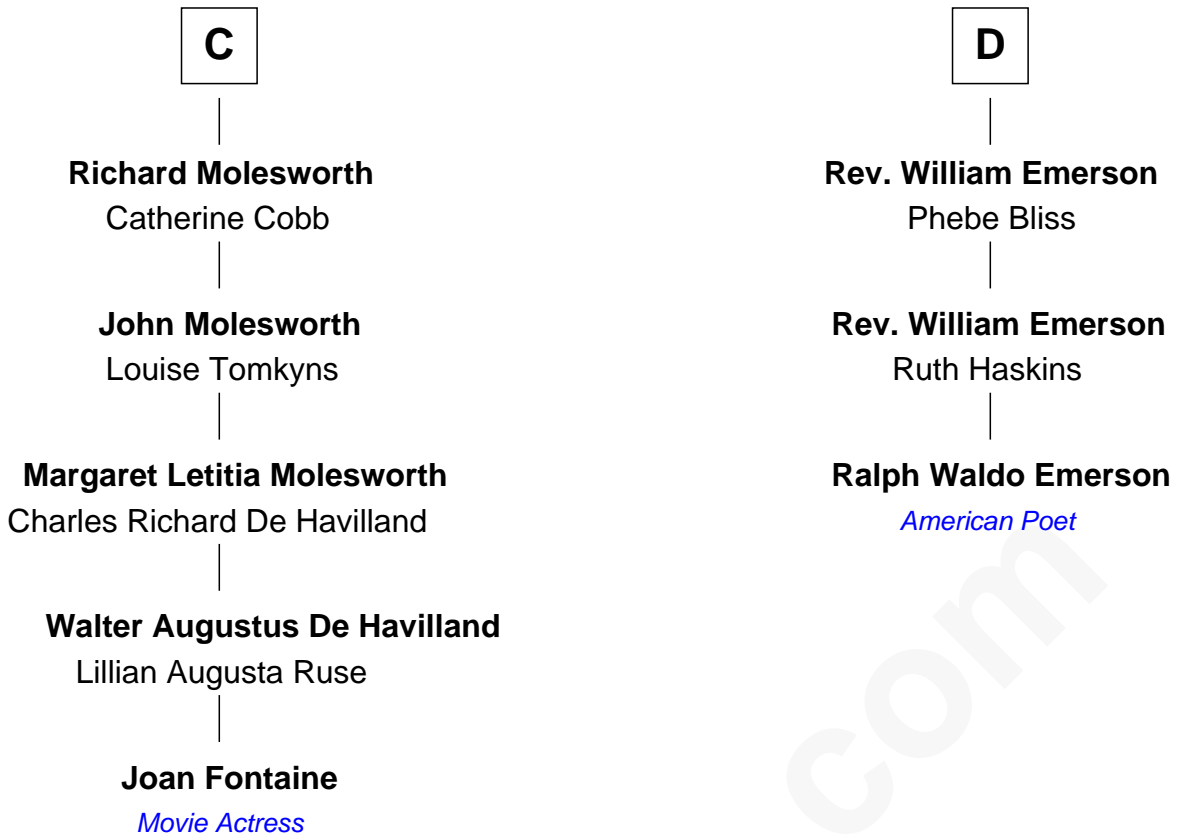 C
Richard Molesworth
Catherine Cobb
John Molesworth
Louise Tomkyns
Margaret Letitia Molesworth
Charles Richard De Havilland
Walter Augustus De Havilland
Lillian Augusta Ruse
Joan Fontaine
Movie Actress
D
Rev. William Emerson
Phebe Bliss
Rev. William Emerson
Ruth Haskins
Ralph Waldo Emerson
American Poet
com